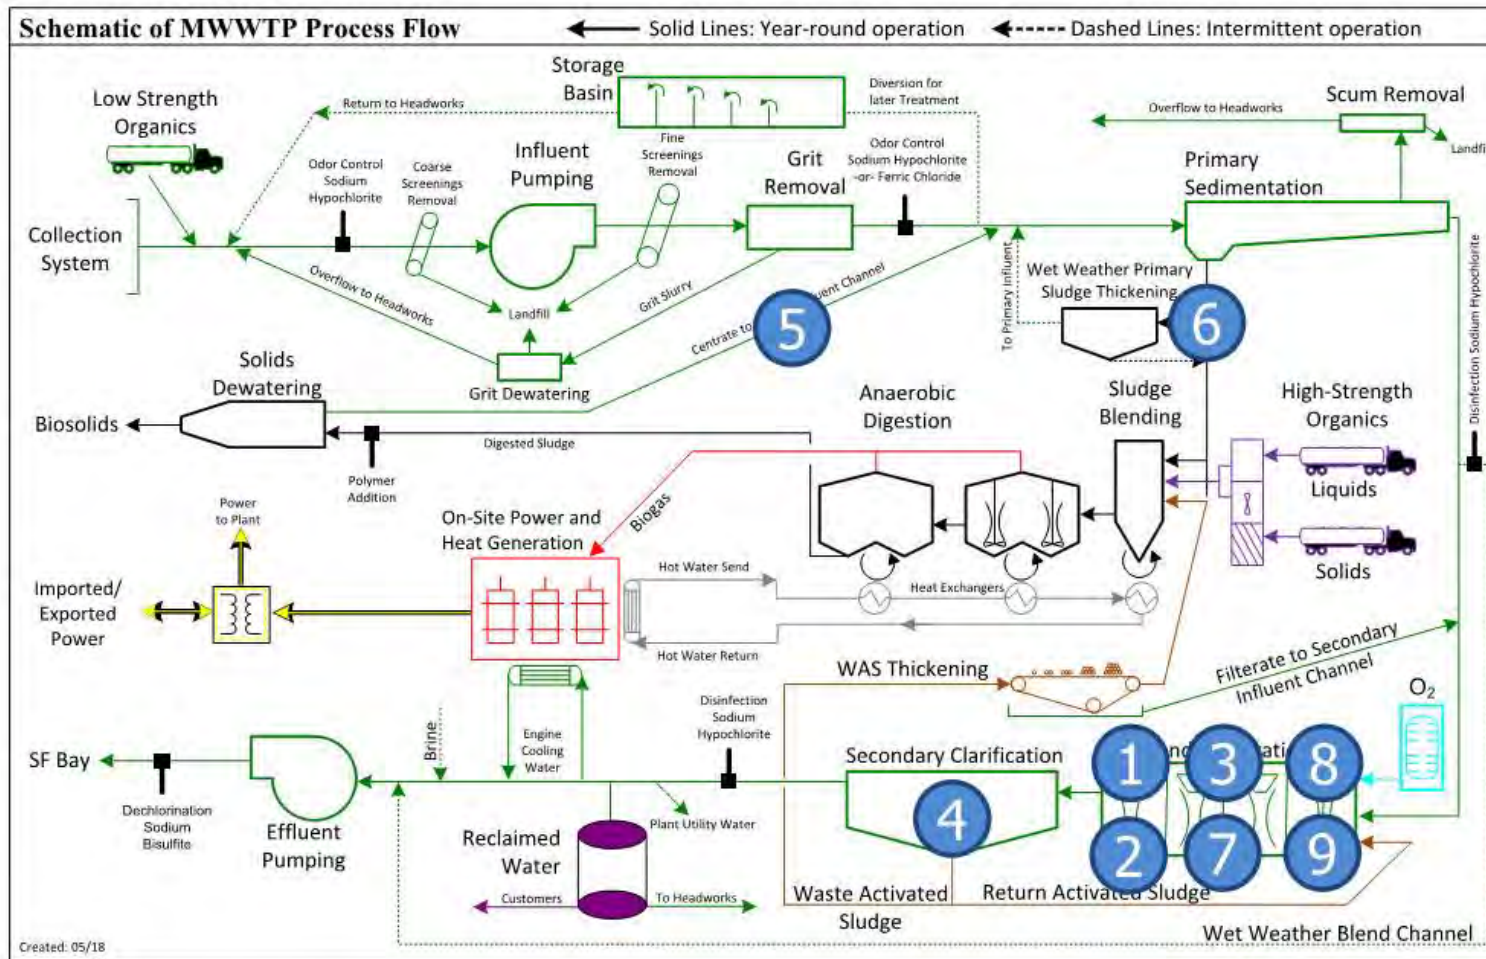 Schematic of MWWTP Process Flow
Solid Lines: Year-round operation
Dashed Lines: Intermittent operation
Low Strength
Organics
Return to Headworks
Storage
Basin
Diversion for
later Treatment
Overflow to Headworks
Scum Removal
Landfi
Odor Control
Sodium
Hypochlorite
Coarse
Screenings
Removal
Influent
Pumping
Fine
Screenings
Removal
Grit
Removal
Odor Control
Sodium Hypochlorite
-or- Ferric Chloride
Primary
Sedimentation
Collection
System
Overflow to Headworks
Landfill
Grit Slurry
Centrate to
uent Channel
5
To Primary Influent
Wet Weather Primary
Sludge Thickening
6
Disinfection Sodium Hypochlorite
Grit Dewatering
Solids
Dewatering
Biosolids
Digested Sludge
Polymer
Addition
Anaerobic
Digestion
Sludge
Blending
High-Strength
Organics
Liquids
Solids
Power
to Plant
On-Site Power and
Heat Generation
Biogas
Imported/
Exported
Power
Hot Water Send
Heat Exchangers
Hot Water Return
WAS Thickening
Filterate to Secondary
Influent Channel
O2
SF Bay
Brine
Engine
Cooling
Water
Disinfection
Sodium
Hypochlorite
Secondary Clarification
1
3
8
4
2
7
9
Dechlorination
Sodium
Bisulfite
Effluent
Pumping
Reclaimed
Water
Plant Utility Water
Customers
To Headworks
Waste Activated
Sludge
Return Activated Sludge
Wet Weather Blend Channel
Created: 05/18